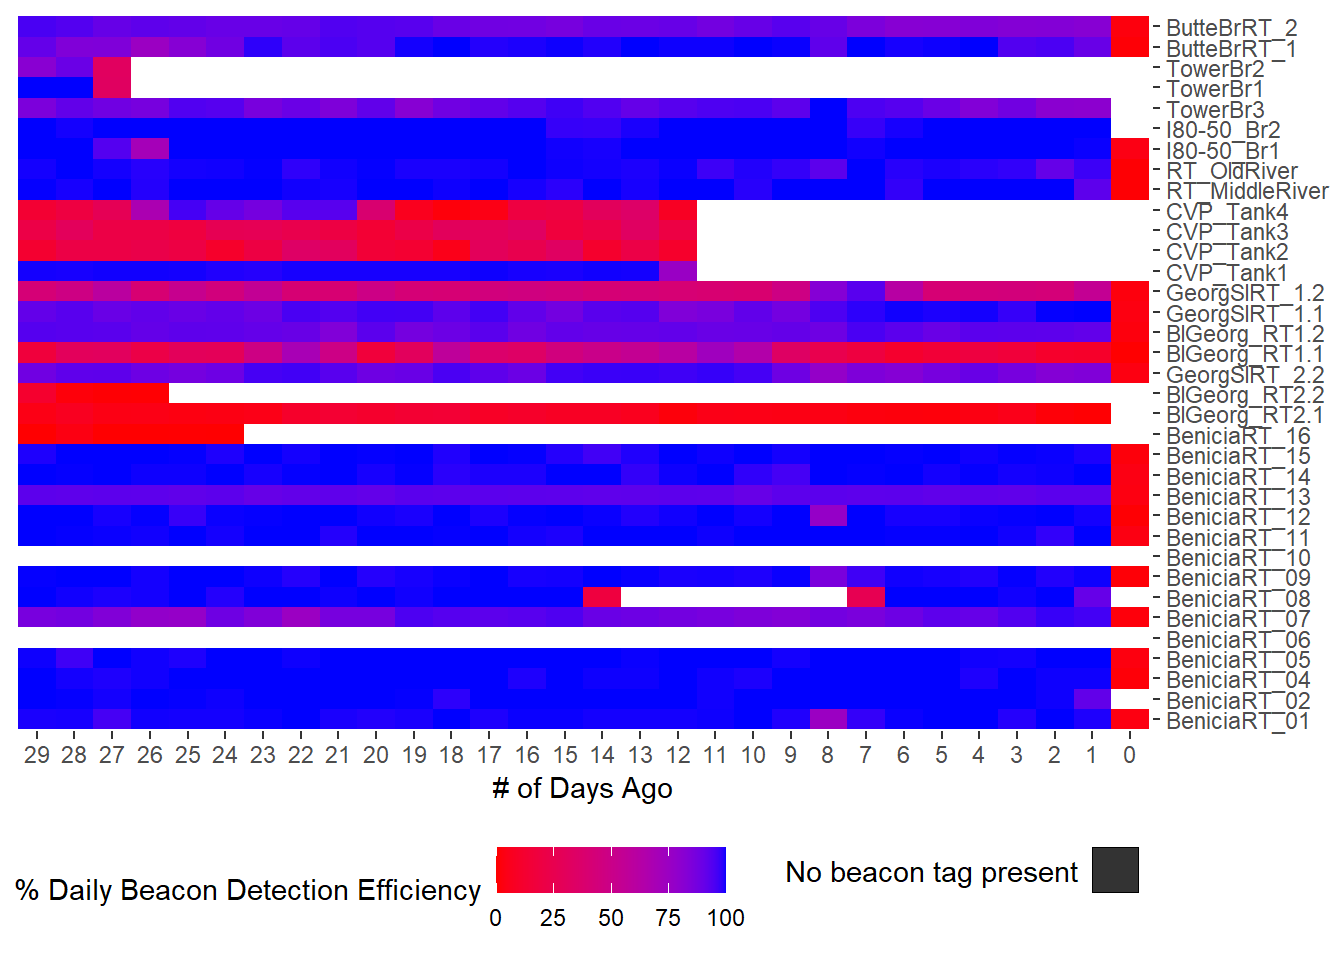 ButteBrRT_2
ButteBrRT_1
TowerBr2
TowerBr1
TowerBr3
I80-50_Br2
I80-50_Br1
RT_OldRiver
RT_MiddleRiver
CVP_Tank4
CVP_Tank3
CVP_Tank2
CVP_Tank1
GeorgSlRT_1.2
GeorgSlRT_1.1
BlGeorg_RT1.2
BlGeorg_RT1.1
GeorgSlRT_2.2
BlGeorg_RT2.2
BlGeorg_RT2.1
BeniciaRT_16
BeniciaRT_15
BeniciaRT_14
BeniciaRT_13
BeniciaRT_12
BeniciaRT_11
BeniciaRT_10
BeniciaRT_09
BeniciaRT_08
BeniciaRT_07
BeniciaRT_06
BeniciaRT_05
BeniciaRT_04
BeniciaRT_02
BeniciaRT_01
29 28 27 26 25 24 23 22 21 20 19 18 17 16 15 14 13 12 11 10 9 8 7 6 5 4 3 2 1 0
# of Days Ago
% Daily Beacon Detection Efficiency
0 25 50 75 100
No beacon tag present